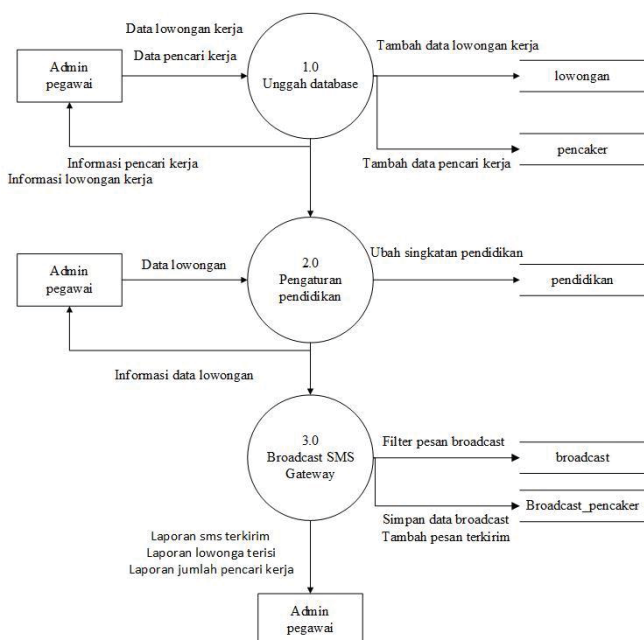 Data lowongan kerja
Data pencari kerja
Admin
pegawai
1.0
Unggah database
Tambah data lowongan kerja
lowongan
Tambah data pencari kerja
pencaker
Informasi pencari kerja
Informasi lowongan kerja
Admin
pegawai
Data lowongan
2.0
Pengaturan
pendidikan
Ubah singkatan pendidikan
pendidikan
Informasi data lowongan
3.0
Broadcast SMS
Gateway
Filter pesan broadcast
broadcast
Broadcast_pencaker
Simpan data broadcast
Tambah pesan terkirim
Laporan sms terkirim
Laporan lowonga terisi
Laporan jumlah pencari kerja
Admin
pegawai